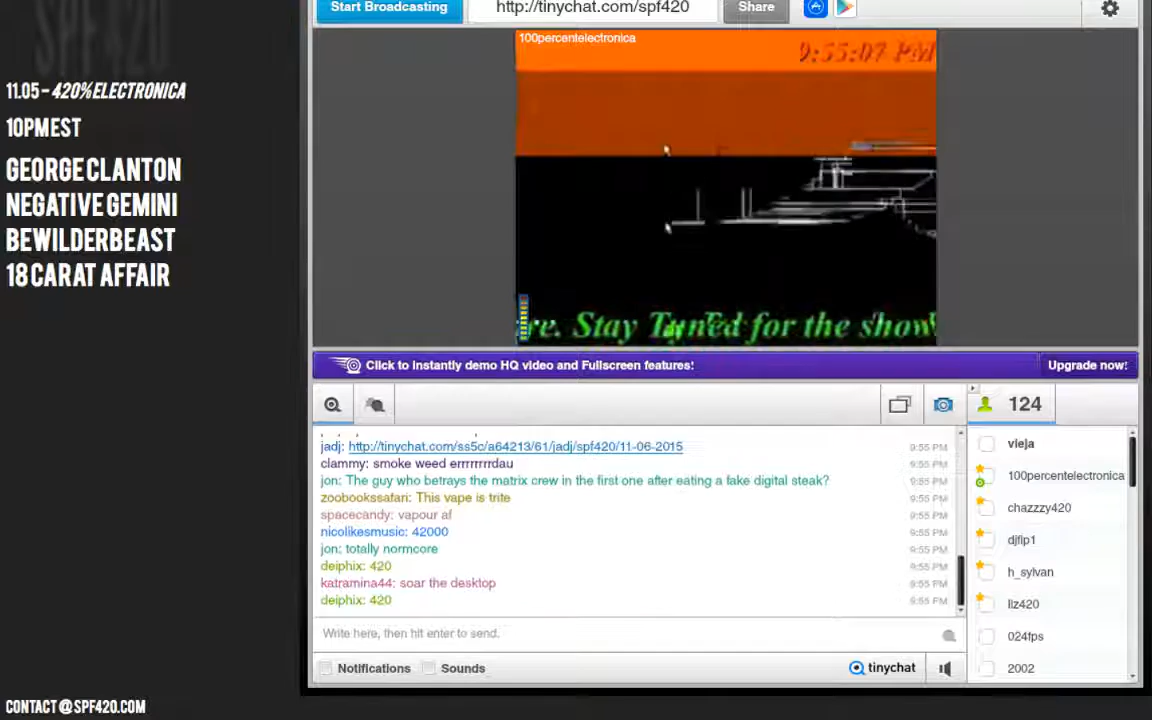 SPF420
11.05 - 420%ELECTRONICA
10PM EST
GEORGE CLANTON
NEGATIVE GEMINI
BEWILDERBEAST
18 CARAT AFFAIR
CONTACT@SPF420.COM
Start Broadcasting
http://tinychat.com/spf420
Share
100percentelectronica
9:55:07 PM
re. Stay Tuned for the show
Click to instantly demo HQ video and Fullscreen features!
Upgrade now!
124
jadj: http://tinychat.com/ss5c/a64213/61/jadj/spf420/11-06-2015 9:55 PM
clammy: smoke weed errrrrrrdau 9:55 PM
jon: The guy who betrays the matrix crew in the first one after eating a fake digital steak? 9:55 PM
zoobookssafari: This vape is trite 9:55 PM
spacecandy: vapour af 9:55 PM
nicolikesmusic: 42000 9:55 PM
jon: totally normcore 9:55 PM
deiphix: 420 9:55 PM
katramina44: soar the desktop 9:55 PM
deiphix: 420 9:55 PM
Write here, then hit enter to send.
Notifications
Sounds
tinychat
vieja
100percentelectronica
chazzzy420
djflp1
h_sylvan
liz420
024fps
2002